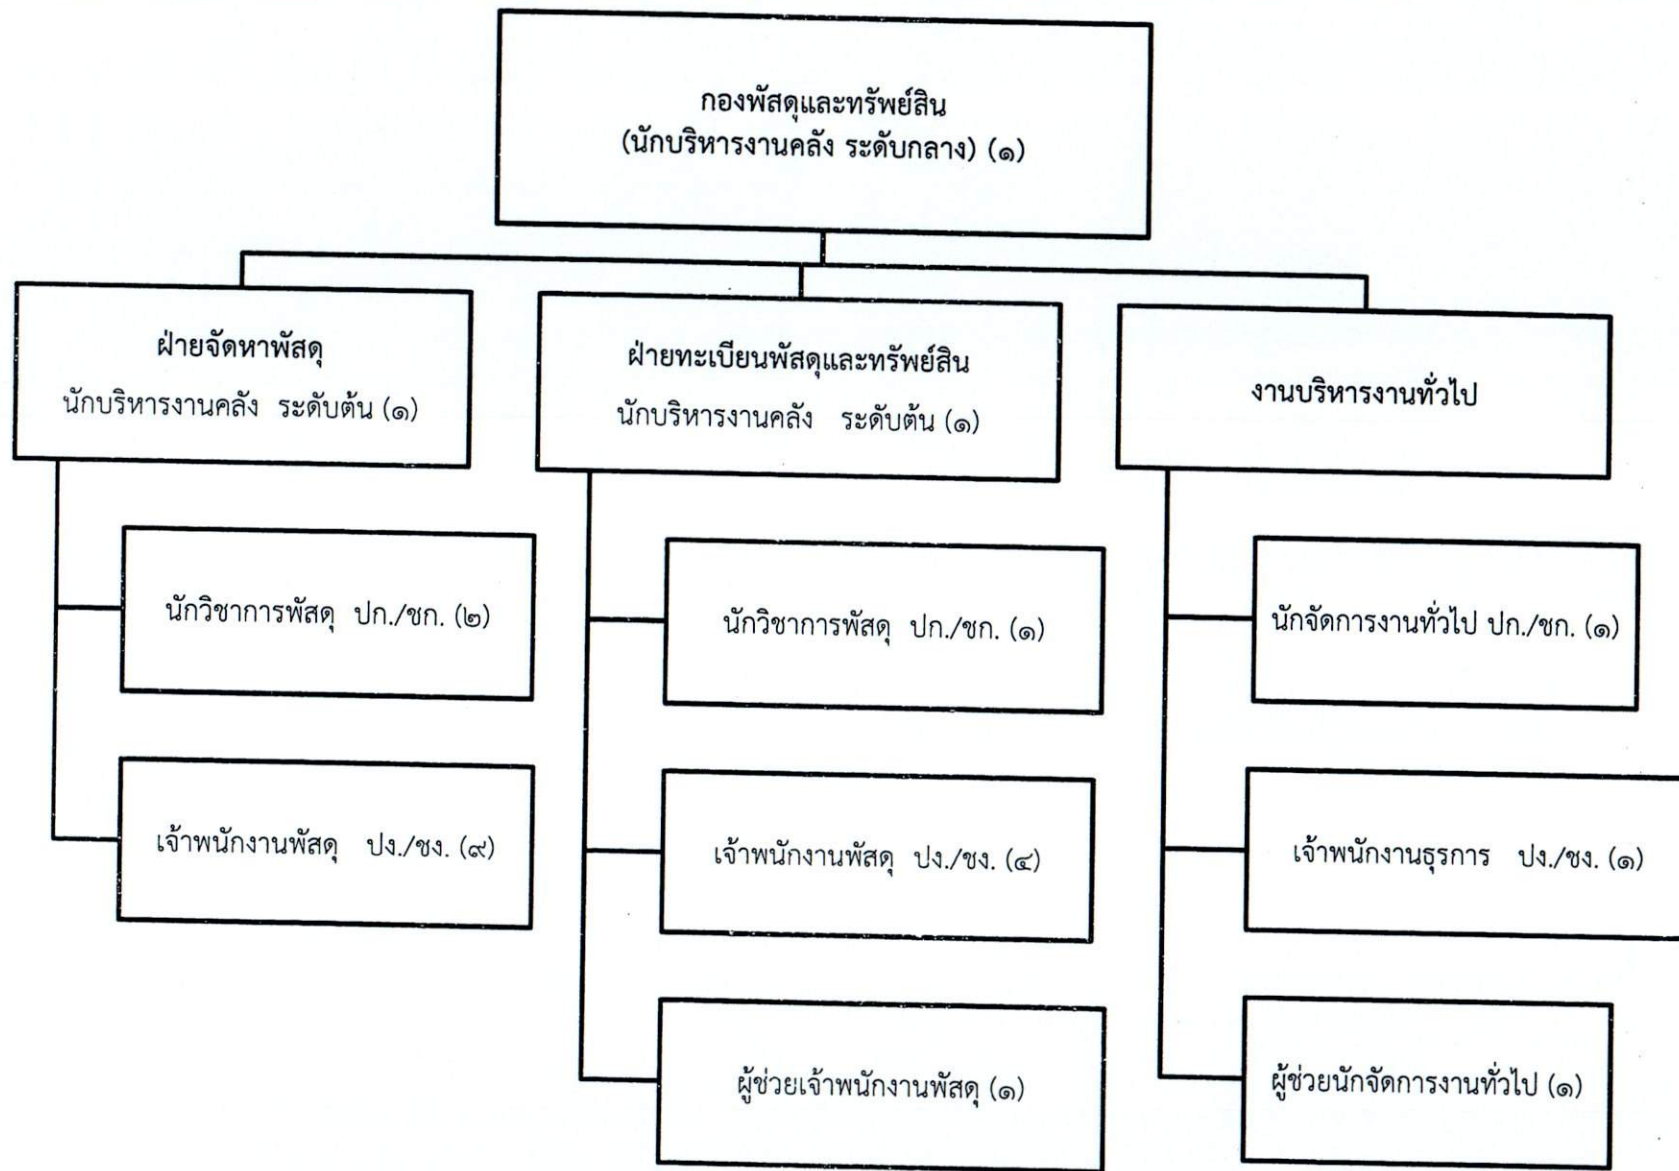 กองพัสดุและทรัพย์สิน
(นักบริหารงานคลัง ระดับกลาง) (๑)
ฝ่ายจัดหาพัสดุ
นักบริหารงานคลัง ระดับต้น (๑)
ฝ่ายทะเบียนพัสดุและทรัพย์สิน
นักบริหารงานคลัง ระดับต้น (๑)
งานบริหารงานทั่วไป
นักวิชาการพัสดุ ปก./ชก. (๒)
นักวิชาการพัสดุ ปก./ชก. (๑)
นักจัดการงานทั่วไป ปก./ชก. (๑)
เจ้าพนักงานพัสดุ ปง./ชง. (๙)
เจ้าพนักงานพัสดุ ปง./ชง. (๔)
เจ้าพนักงานธุรการ ปง./ชง. (๑)
ผู้ช่วยเจ้าพนักงานพัสดุ (๑)
ผู้ช่วยนักจัดการงานทั่วไป (๑)